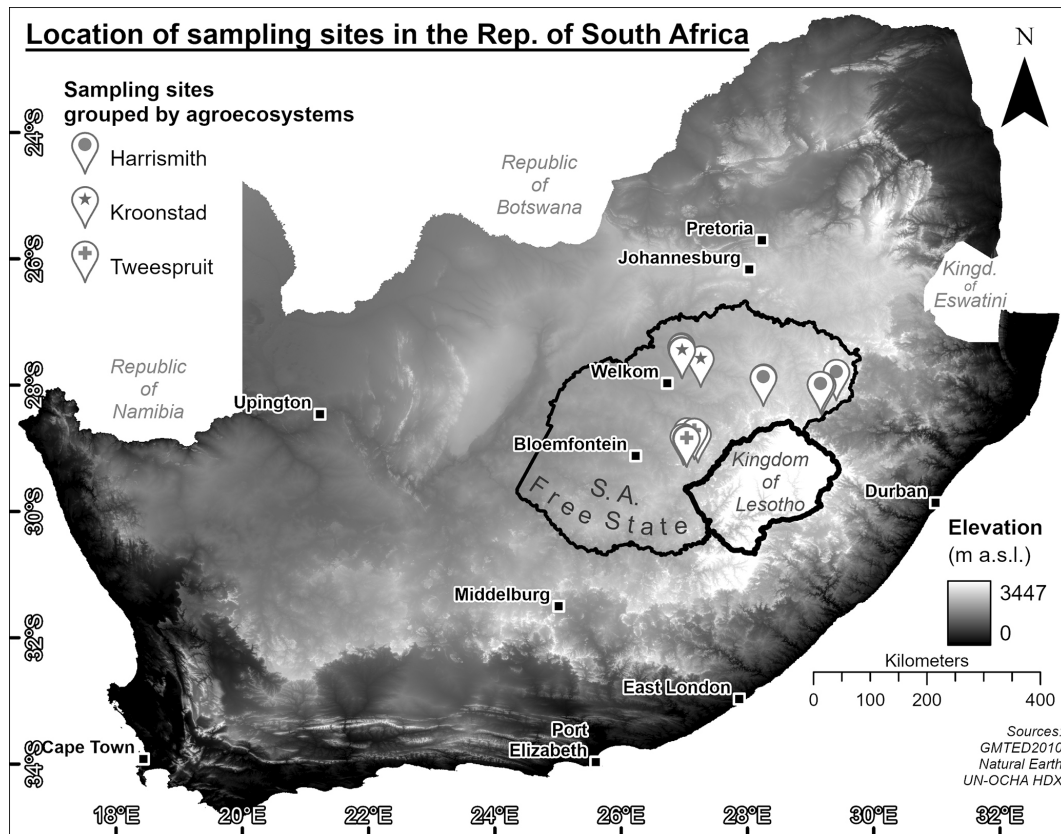 Location of sampling sites in the Rep. of South Africa
N
Sampling sites
grouped by agroecosystems
Harrismith
Kroonstad
Tweespruit
24°S
26°S
28°S
30°S
32°S
34°S
Republic
of
Botswana
Pretoria
Johannesburg
Kingd.
of
Eswatini
Republic
of
Namibia
Welkom
Upington
Bloemfontein
Kingdom
of
Lesotho
S. A.
Free State
Durban
Elevation
(m a.s.l.)
3447
0
Middelburg
Kilometers
0 50 100 200 400
East London
Port
Elizabeth
Cape Town
Sources:
GMTED2010
Natural Earth
UN-OCHA HDX
18°E 20°E 22°E 24°E 26°E 28°E 30°E 32°E